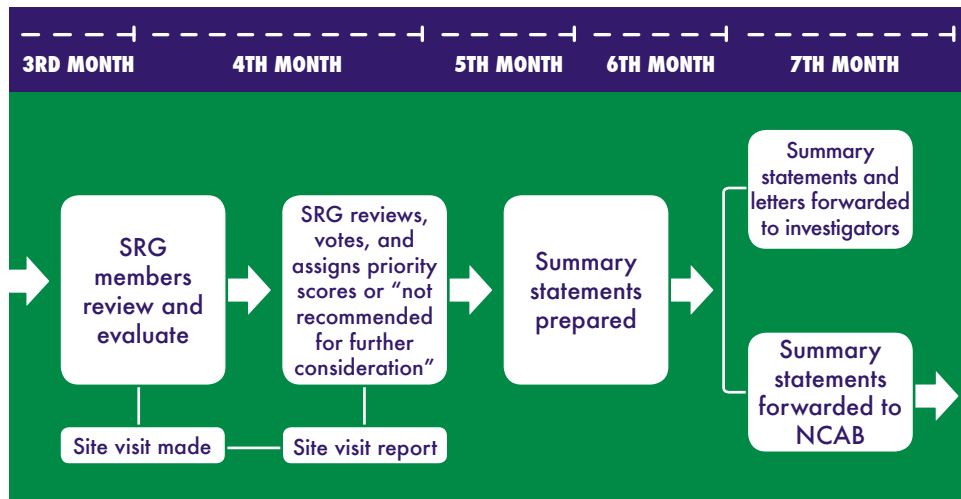 3RD MONTH
4TH MONTH
5TH MONTH
6TH MONTH
7TH MONTH
SRG
members
review and
evaluate
SRG reviews,
votes, and
assigns priority
scores or “not
recommended
for further
consideration”
Summary
statements
prepared
Summary
statements and
letters forwarded
to investigators
Summary
statements
forwarded to
NCAB
Site visit made
Site visit report